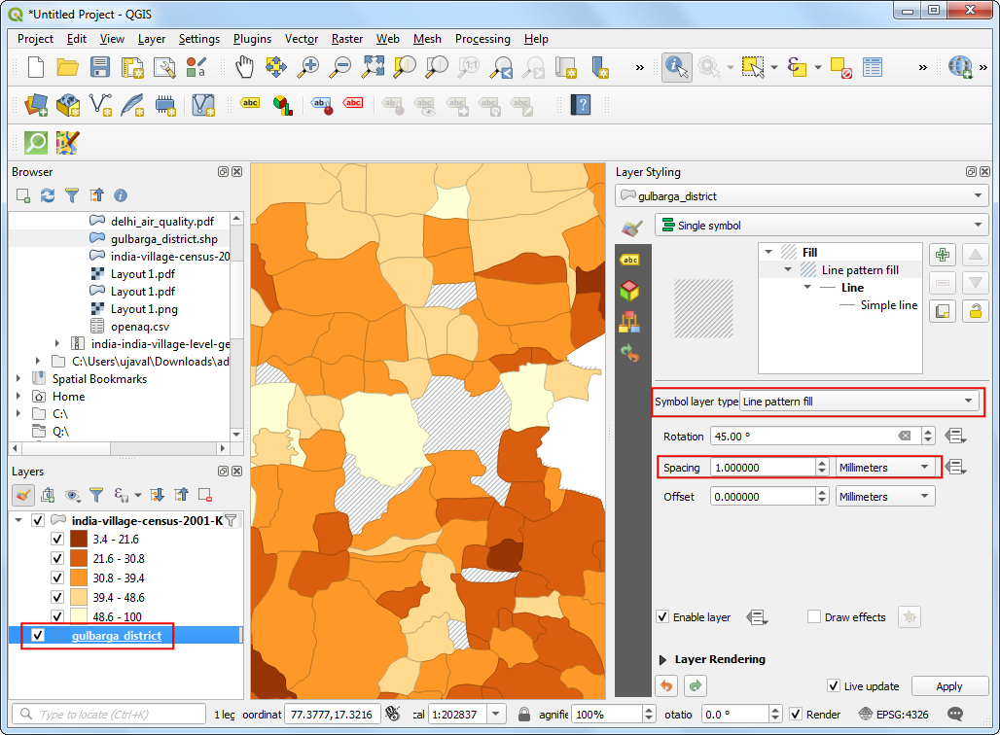 *Untitled Project - QGIS
Project Edit View Layer Settings Plugins Vector Raster Web Mesh Processing Help
Browser
delhi_air_quality.pdf
gulbarga_district.shp
india-village-census-20
Layout 1.pdf
Layout 1.pdf
Layout 1.png
openaq.csv
india-india-village-level-ge
C:\Users\ujaval\Downloads\ad
Spatial Bookmarks
Home
C:\
Q:\
Layers
india-village-census-2001-K
3.4 - 21.6
21.6 - 30.8
30.8 - 39.4
39.4 - 48.6
48.6 - 100
gulbarga_district
Layer Styling
gulbarga_district
Single symbol
Fill
Line pattern fill
Line
Simple line
Symbol layer type Line pattern fill
Rotation 45.00 °
Spacing 1.000000 Millimeters
Offset 0.000000 Millimeters
Enable layer Draw effects
Layer Rendering
Live update Apply
Type to locate (Ctrl+K) 1 leg oordinat 77.3777,17.3216 cal 1:202837 agnifie 100% otatio 0.0 ° Render EPSG:4326